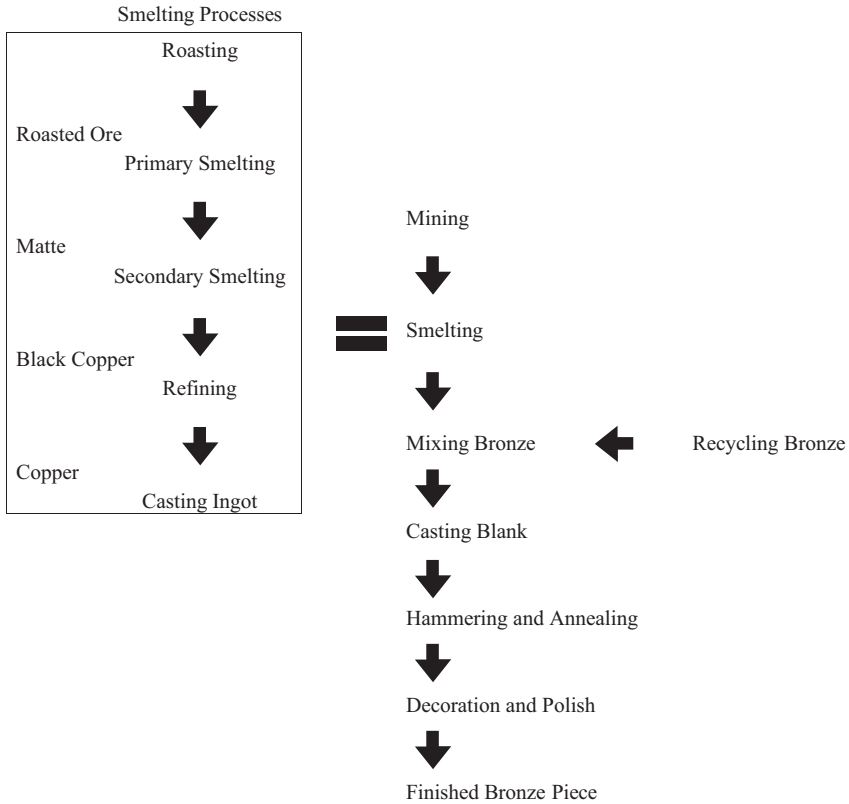 Smelting Processes
Roasting
Roasted Ore
Primary Smelting
Matte
Secondary Smelting
Black Copper
Refining
Copper
Casting Ingot
Mining
Smelting
Mixing Bronze
Recycling Bronze
Casting Blank
Hammering and Annealing
Decoration and Polish
Finished Bronze Piece